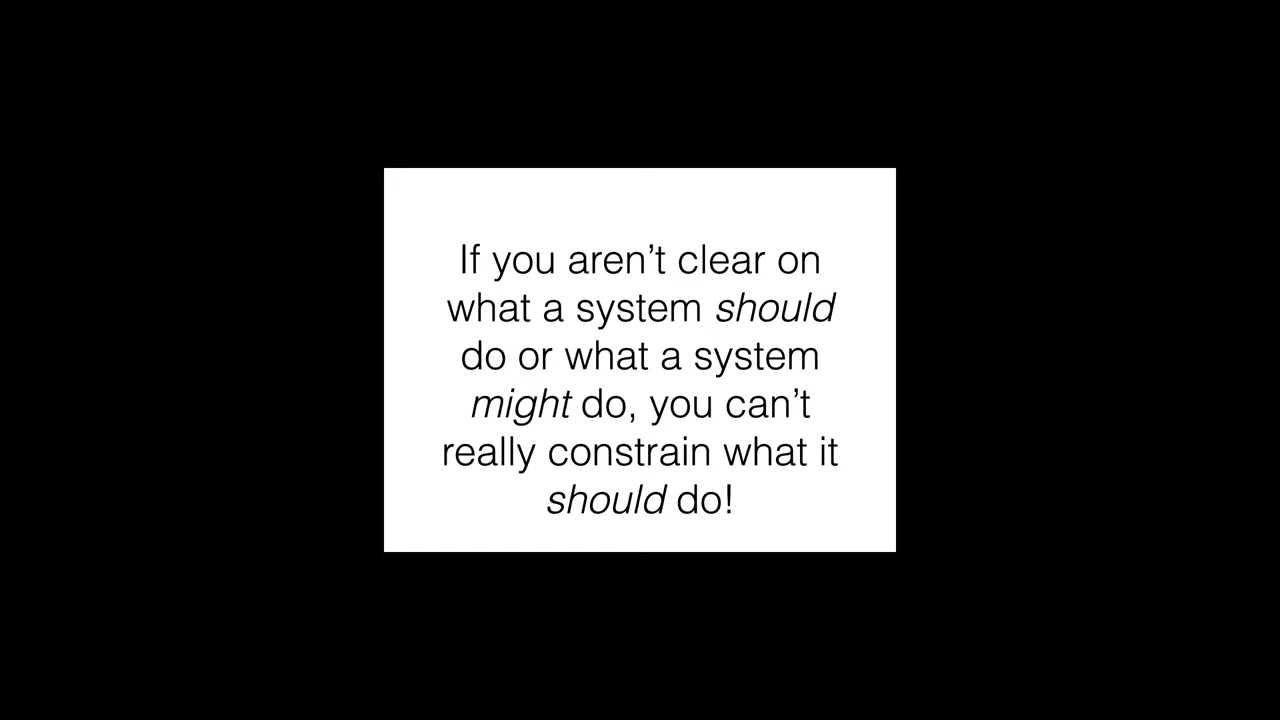 If you aren’t clear on
what a system should
do or what a system
might do, you can’t
really constrain what it
should do!